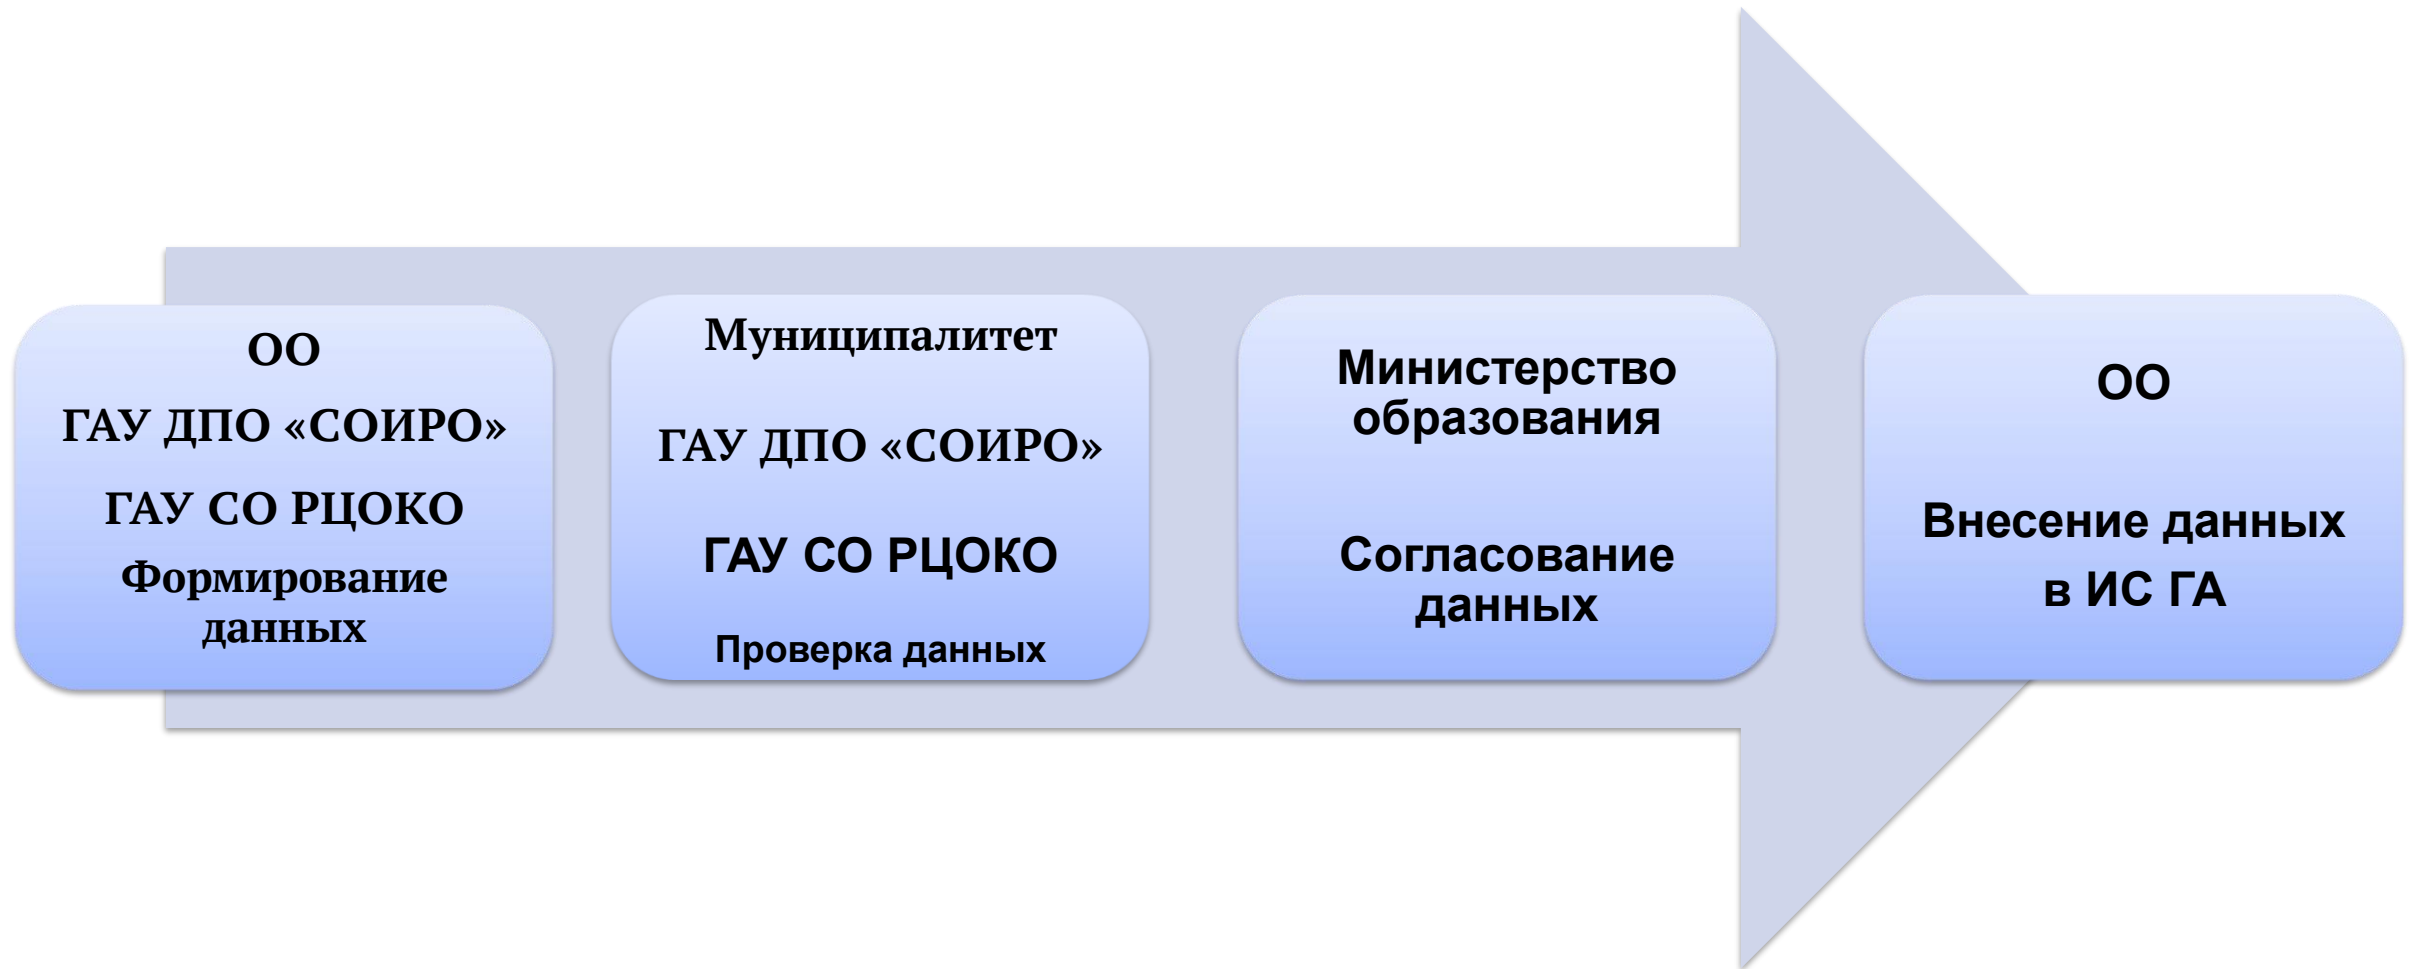 ОО
ГАУ ДПО «СОИРО»
ГАУ СО РЦОКО
Формирование
данных
Муниципалитет
ГАУ ДПО «СОИРО»
ГАУ СО РЦОКО
Проверка данных
Министерство
образования
Согласование
данных
ОО
Внесение данных
в ИС ГА